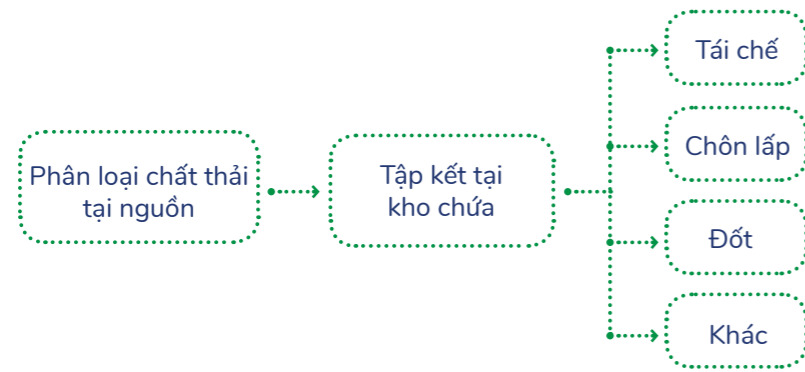 Phân loại chất thải
tại nguồn
Tập kết tại
kho chứa
Tái chế
Chôn lấp
Đốt
Khác